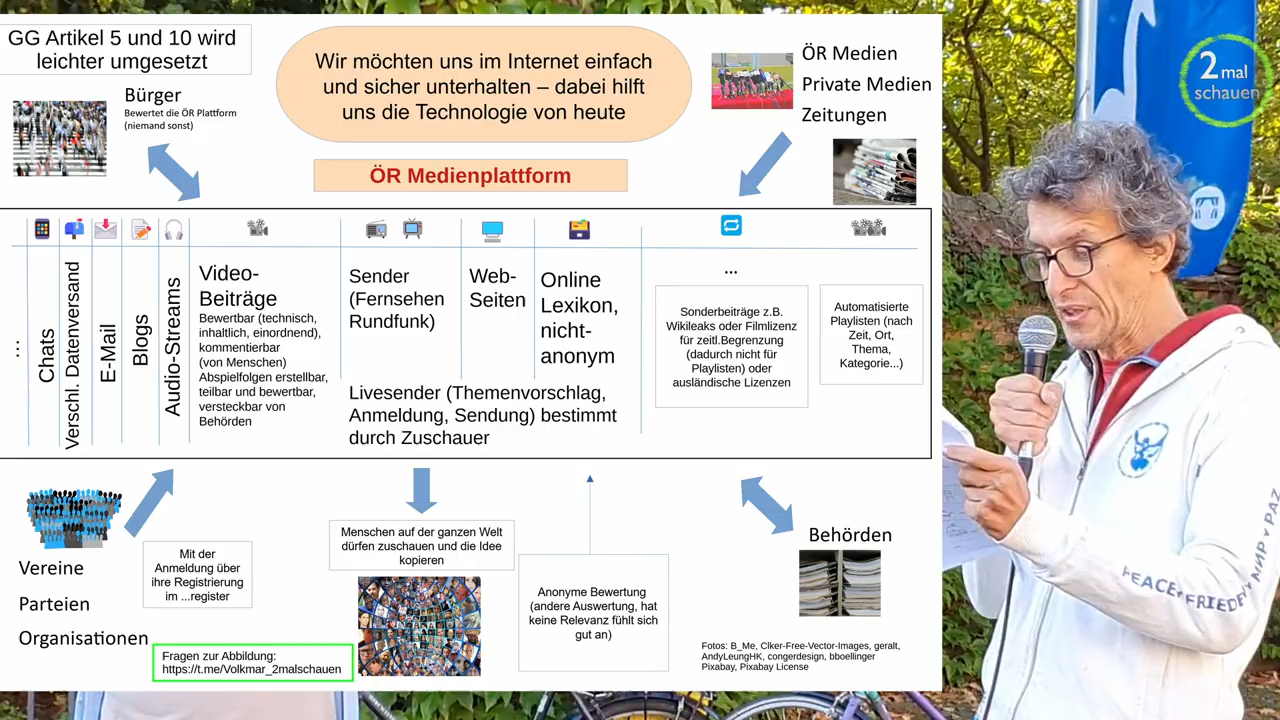 GG Artikel 5 und 10 wird
leichter umgesetzt
Bürger
Bewertet die ÖR Plattform
(niemand sonst)
Wir möchten uns im Internet einfach
und sicher unterhalten – dabei hilft
uns die Technologie von heute
ÖR Medienplattform
ÖR Medien
Private Medien
Zeitungen
2 mal
schauen
...
Chats
Verschl. Datenversand
E-Mail
Blogs
Audio-Streams
Video-
Beiträge
Bewertbar (technisch,
inhaltlich, einordnend),
kommentierbar
(von Menschen)
Abspielfolgen erstellbar,
teilbar und bewertbar,
versteckbar von
Behörden
Sender
(Fernsehen
Rundfunk)
Web-
Seiten
Online
Lexikon,
nicht-
anonym
Livesender (Themenvorschlag,
Anmeldung, Sendung) bestimmt
durch Zuschauer
...
Sonderbeiträge z.B.
Wikileaks oder Filmlizenz
für zeitl.Begrenzung
(dadurch nicht für
Playlisten) oder
ausländische Lizenzen
Automatisierte
Playlisten (nach
Zeit, Ort,
Thema,
Kategorie...)
Vereine
Parteien
Organisationen
Mit der
Anmeldung über
ihre Registrierung
im ...register
Fragen zur Abbildung:
https://t.me/Volkmar_2malschauen
Menschen auf der ganzen Welt
dürfen zuschauen und die Idee
kopieren
Anonyme Bewertung
(andere Auswertung, hat
keine Relevanz fühlt sich
gut an)
Behörden
Fotos: B_Me, Clker-Free-Vector-Images, geralt,
AndyLeungHK, congerdesign, bboellinger
Pixabay, Pixabay License
PEACE FRIEDEN МИР PAZ